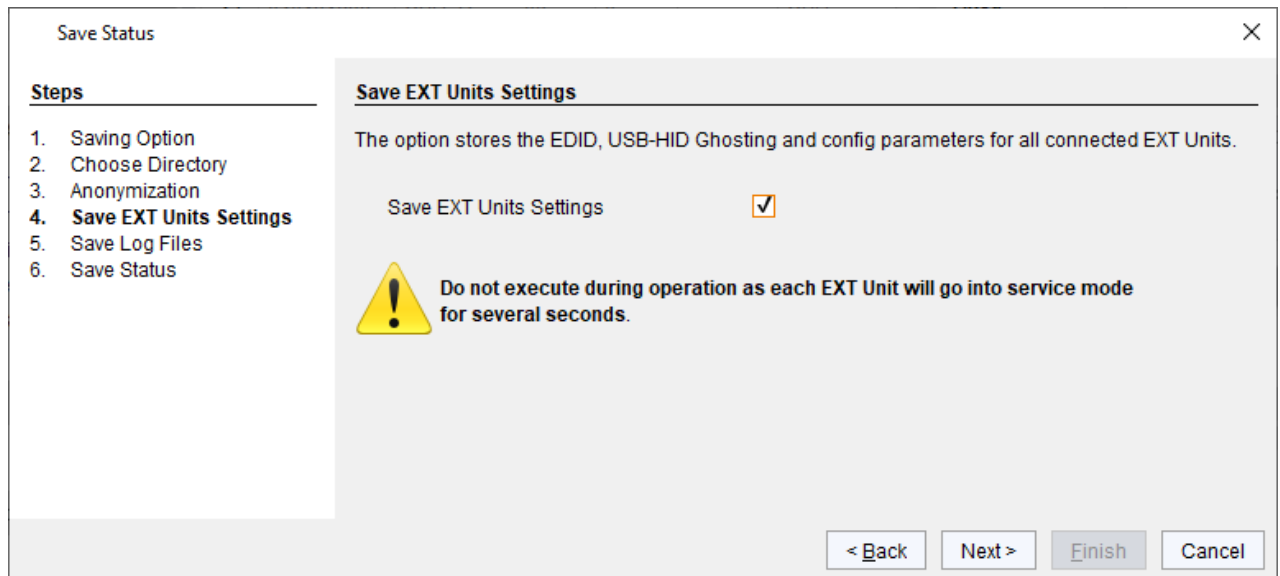 Save Status
Steps
1. Saving Option
2. Choose Directory
3. Anonymization
4. Save EXT Units Settings
5. Save Log Files
6. Save Status
Save EXT Units Settings
The option stores the EDID, USB-HID Ghosting and config parameters for all connected EXT Units.
Save EXT Units Settings
Do not execute during operation as each EXT Unit will go into service mode
for several seconds.
< Back Next > Finish Cancel